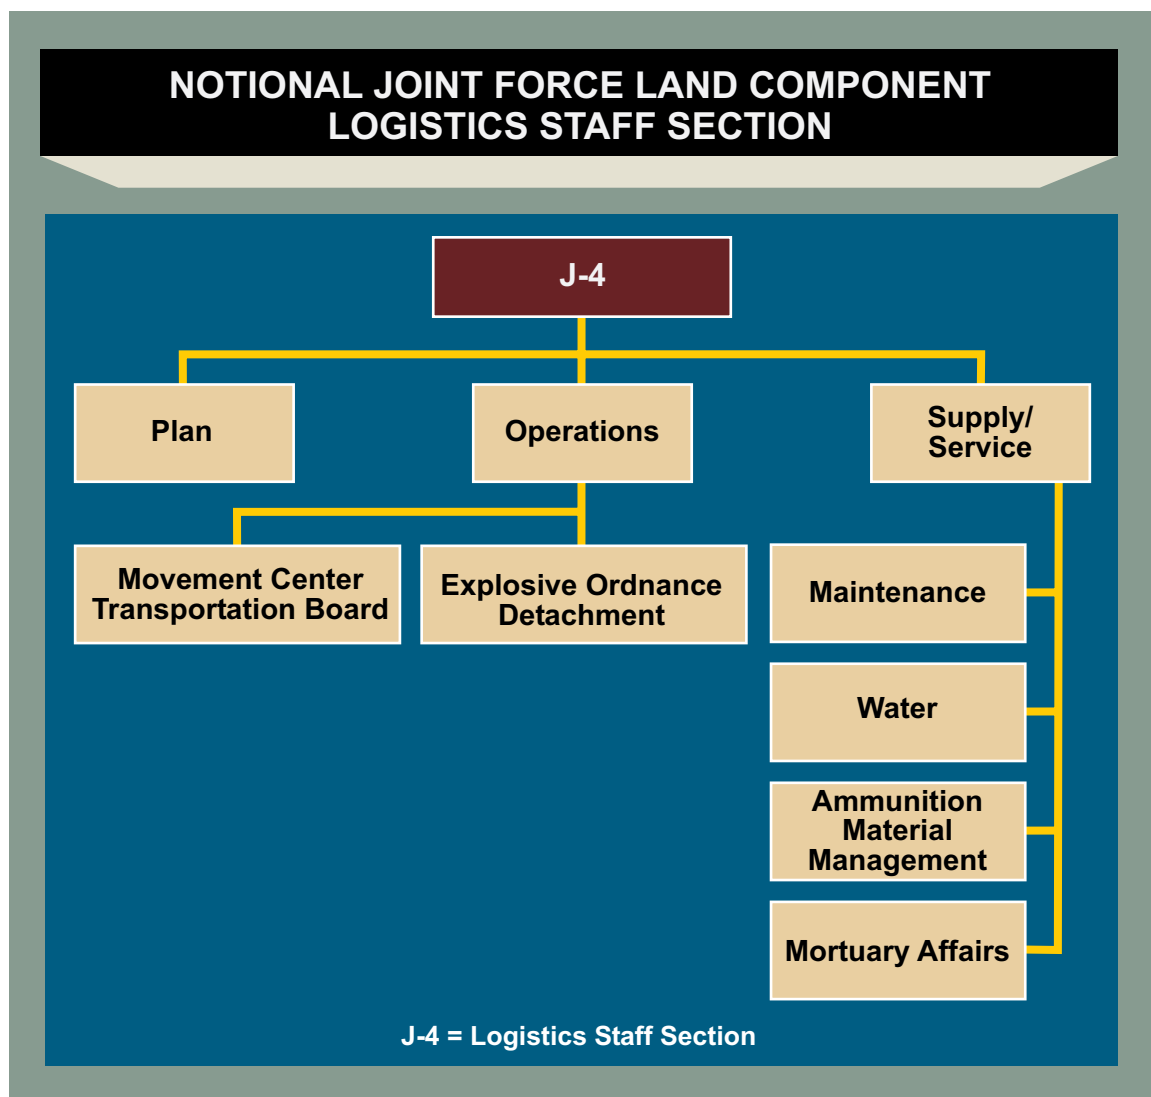 NOTIONAL JOINT FORCE LAND COMPONENT
LOGISTICS STAFF SECTION
J-4
Plan
Operations
Supply/
Service
Movement Center
Transportation Board
Explosive Ordnance
Detachment
Maintenance
Water
Ammunition
Material
Management
Mortuary Affairs
J-4 = Logistics Staff Section